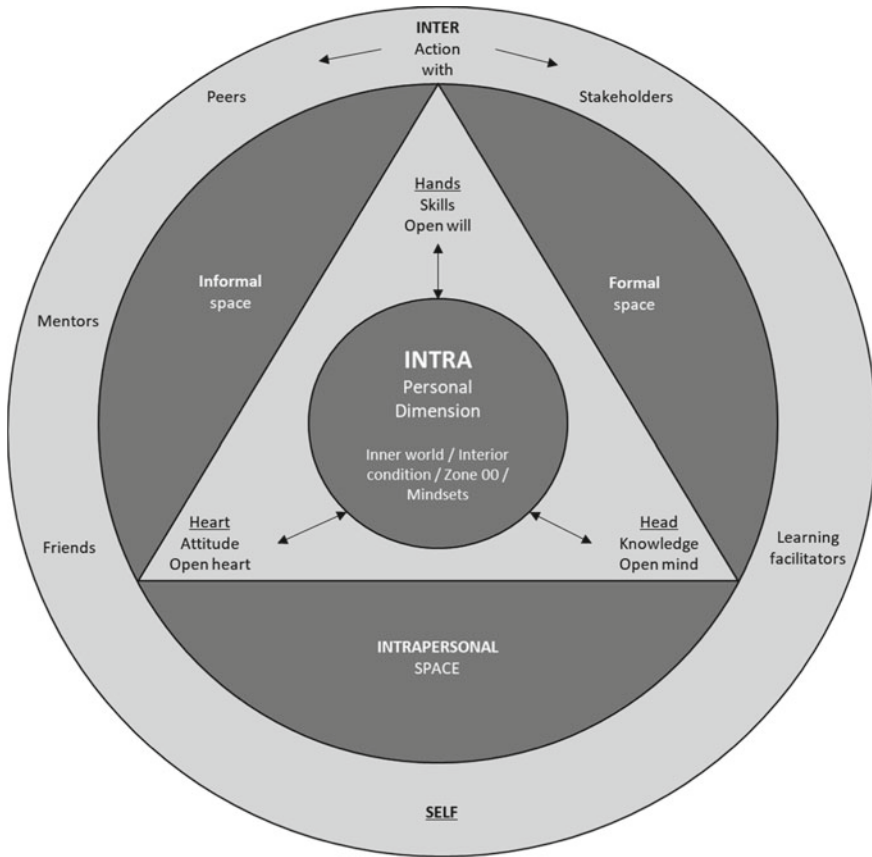 INTER
Action
with
Peers
Stakeholders
Hands
Skills
Open will
Informal
space
Formal
space
Mentors
INTRA
Personal
Dimension
Inner world / Interior
condition / Zone 00 /
Mindsets
Heart
Attitude
Open heart
Head
Knowledge
Open mind
Friends
Learning
facilitators
INTRAPERSONAL
SPACE
SELF